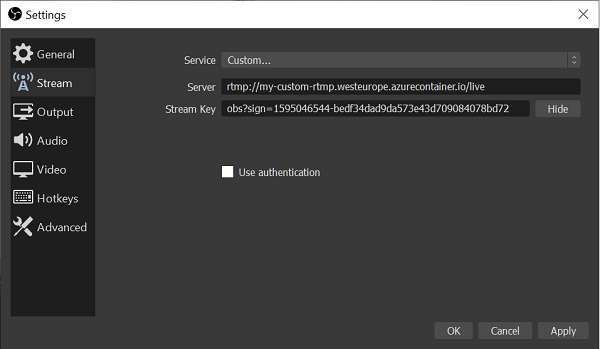 Settings
General
Stream
Output
Audio
Video
Hotkeys
Advanced
Service Custom...
Server rtmp://my-custom-rtmp.westeurope.azurecontainer.io/live
Stream Key obs?sign=1595046544-bedf34dad9da573e43d709084078bd72 Hide
Use authentication
OK Cancel Apply